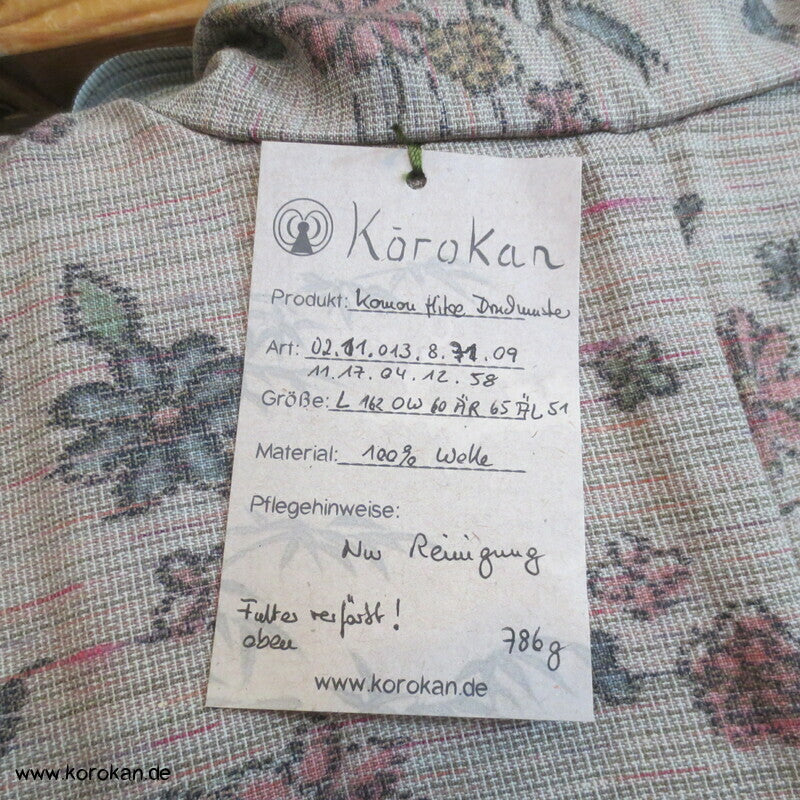 KōroKan
Produkt: Komon Hitoe Druckmuster
Art: 02.11.013.8.71.09
11.17.04.12.58
Größe: L 162 OW 60 ÄR 65 ÄL 51
Material: 100% Wolle
Pflegehinweise:
Nur Reinigung
Futter verfärbt!
oben
786g
www.korokan.de
www.korokan.de